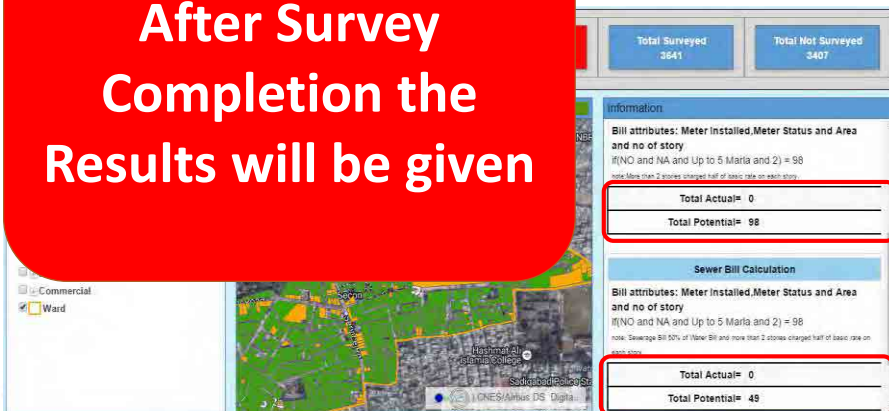 After Survey
Completion the
Results will be given
Total Surveyed
3641
Total Not Surveyed
3407
Information
Bill attributes: Meter Installed,Meter Status and Area
and no of story
if(NO and NA and Up to 5 Marla and 2) = 98
note:More than 2 stories charged half of basic rate on each story.
Total Actual= 0
Total Potential= 98
Sewer Bill Calculation
Bill attributes: Meter Installed,Meter Status and Area
and no of story
if(NO and NA and Up to 5 Marla and 2) = 98
note: Sewerage Bill 50% of Water Bill and more than 2 stories charged half of basic rate on
each story.
Total Actual= 0
Total Potential= 49
Commercial
Ward
Hashmat Ali
Islamia College
Sadiqabad Police Sta
CNES/Airbus DS, Digita